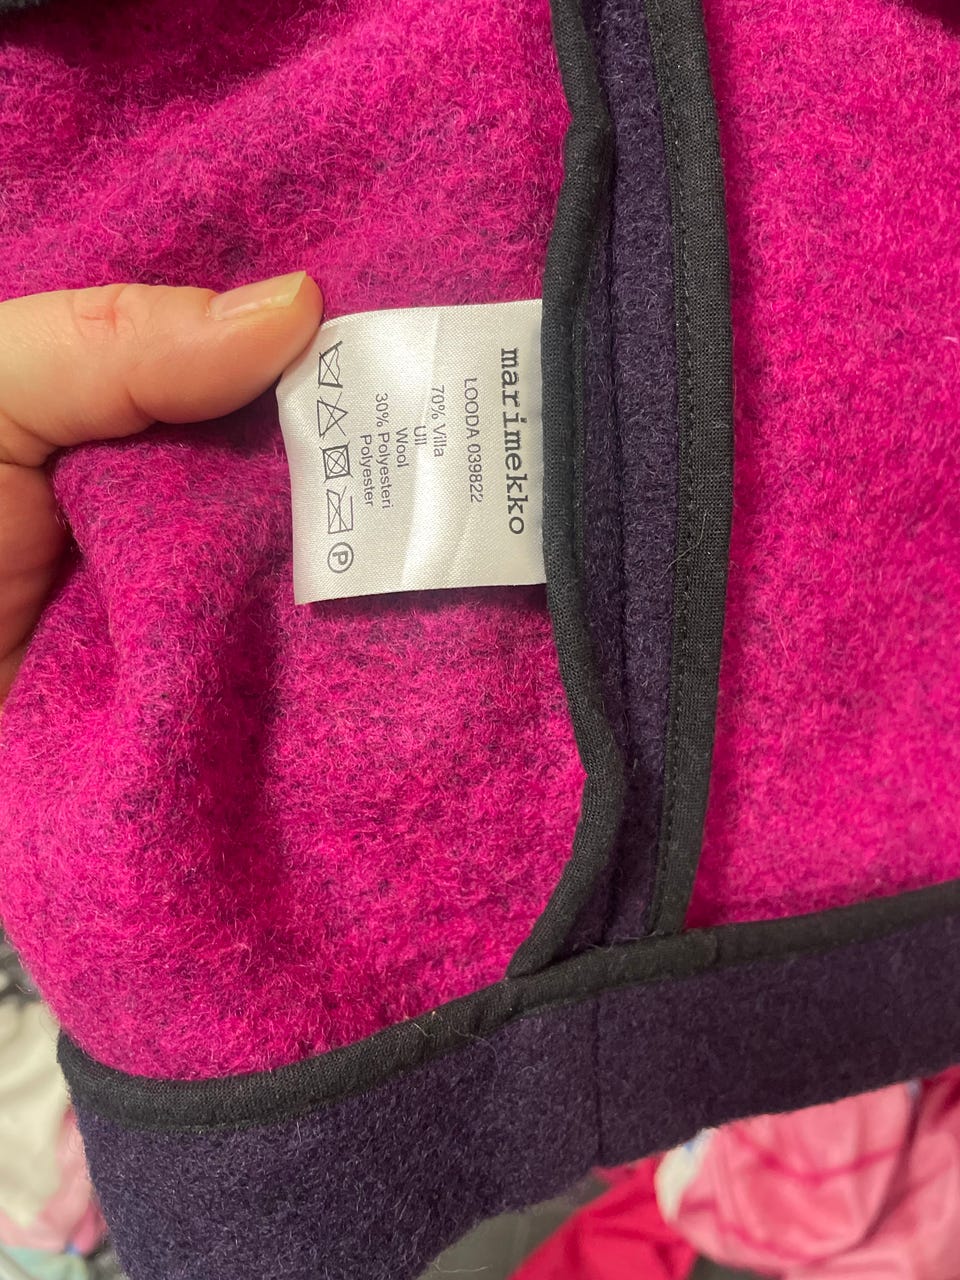 marimekko
LOODA 039822
70% Villa
Ull
Wool
30% Polyesteri
Polyester
P